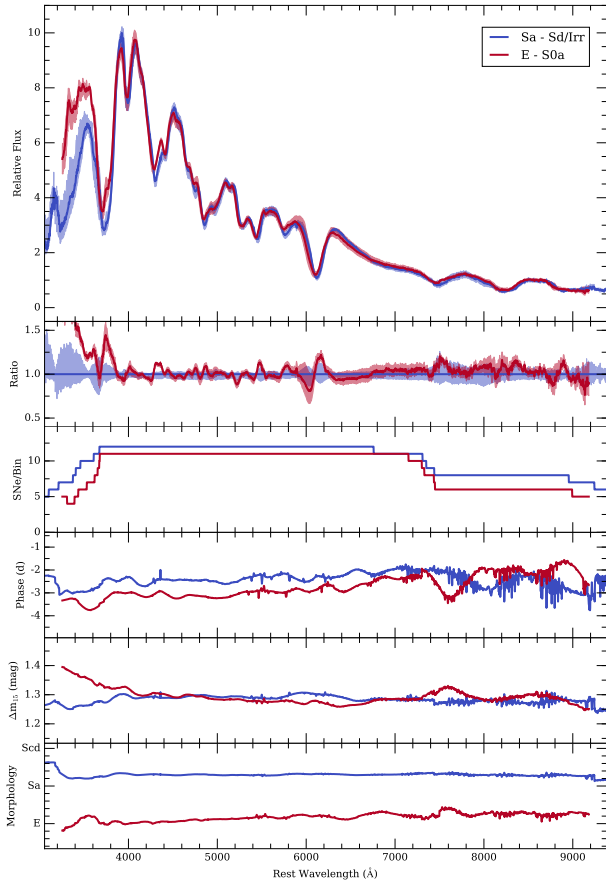 10
8
6
4
2
0
Relative Flux
Sa - Sd/Irr
E - S0a
1.5
1.0
0.5
Ratio
10
5
0
SNe/Bin
-1
-2
-3
-4
Phase (d)
1.4
1.3
1.2
Δm15 (mag)
Scd
Sa
E
Morphology
4000 5000 6000 7000 8000 9000
Rest Wavelength (Å)